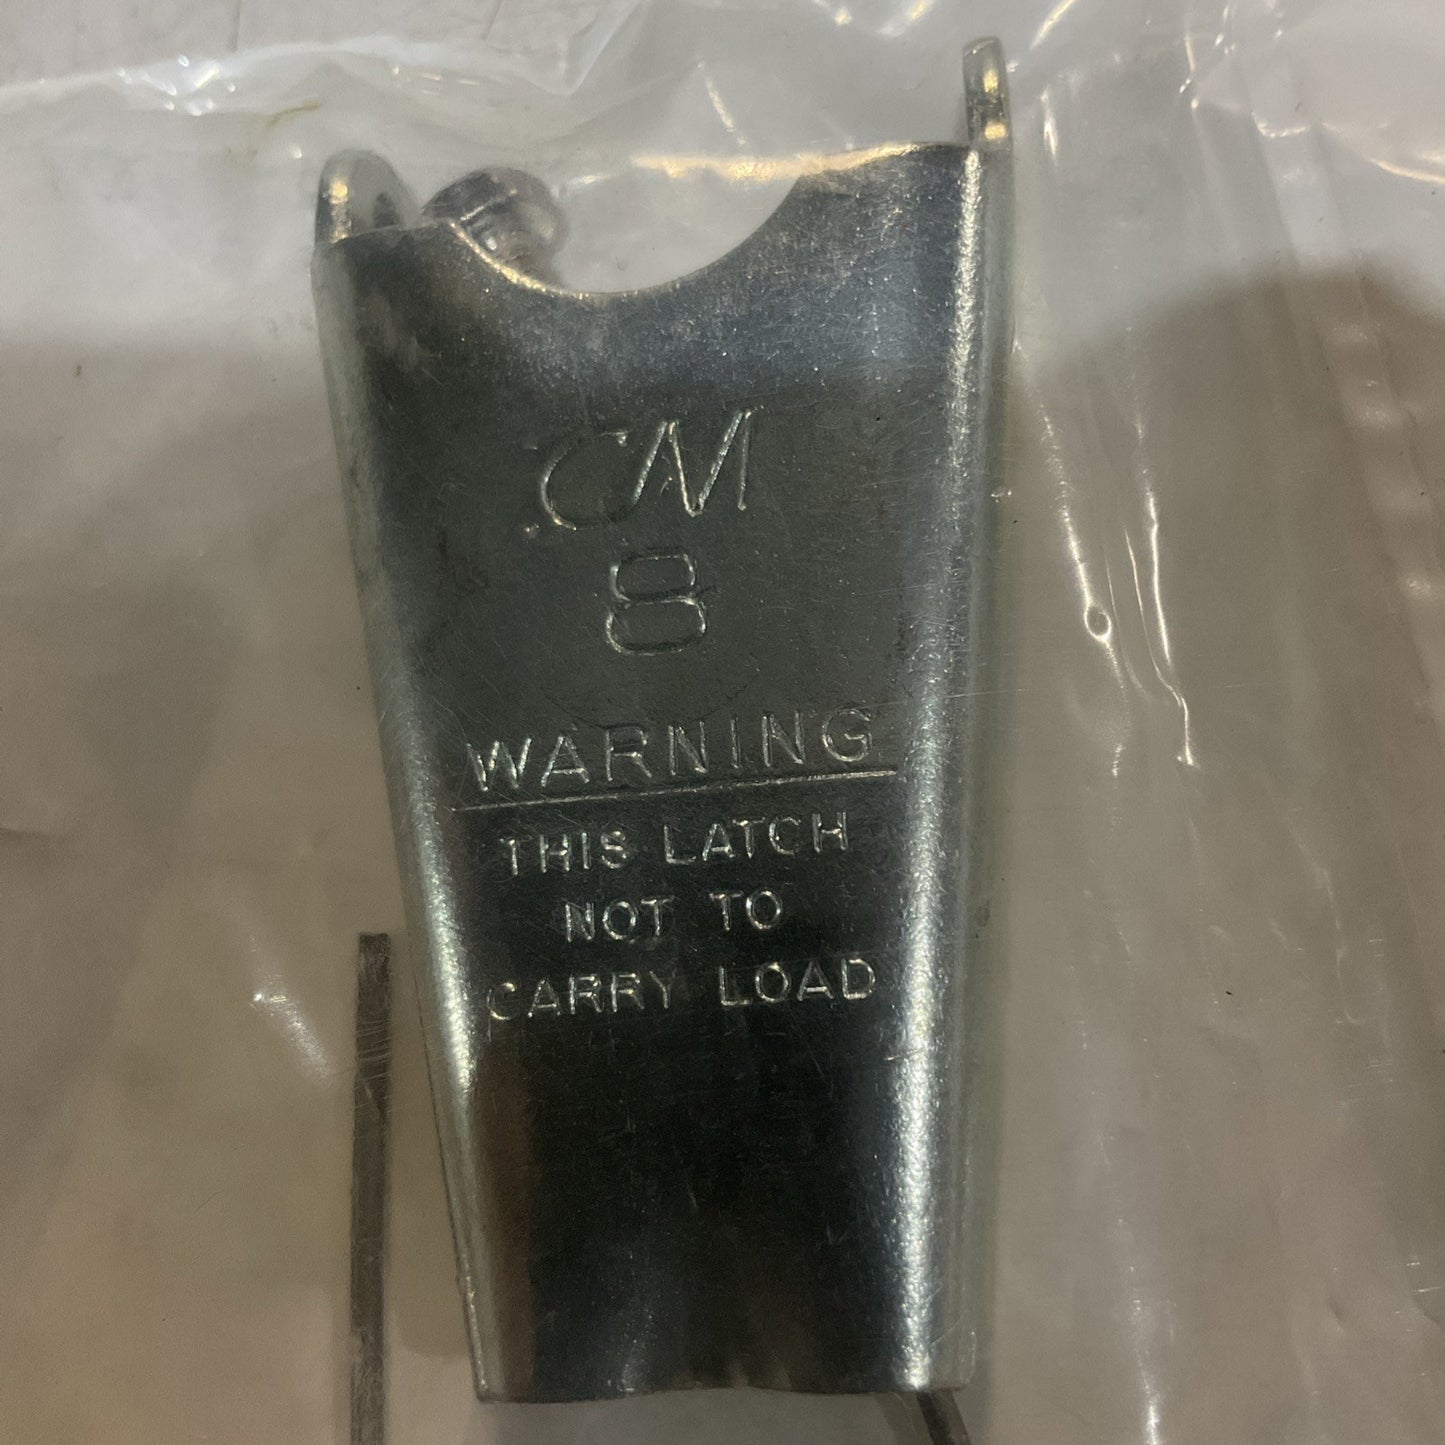 CM
8
WARNING
THIS LATCH
NOT TO
CARRY LOAD